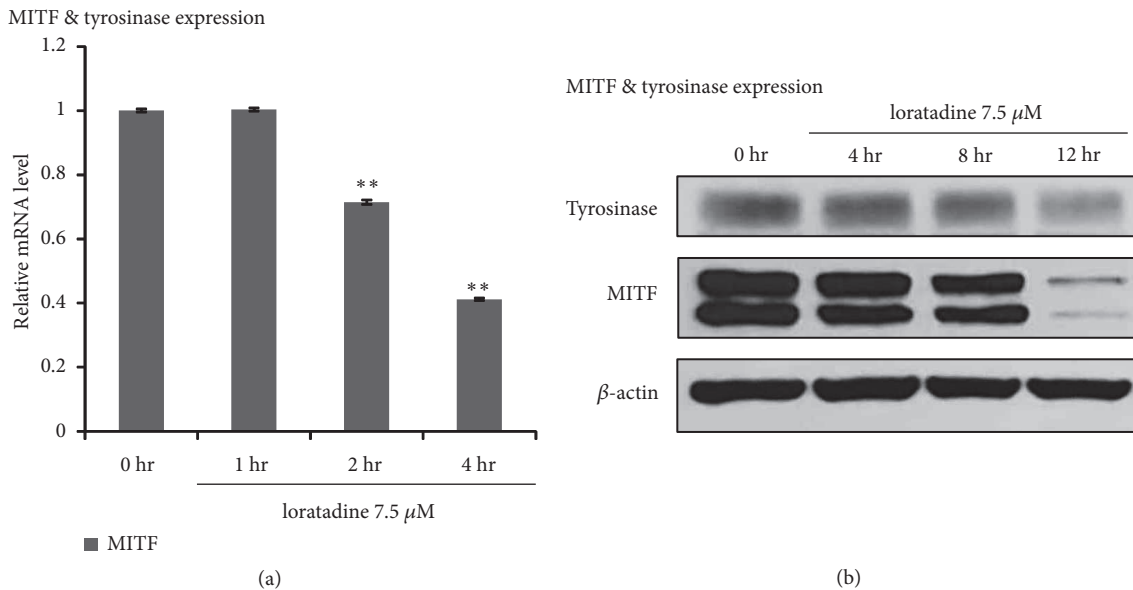 MITF & tyrosinase expression
1.2
1
0.8
0.6
0.4
0.2
0
Relative mRNA level
**
**
0 hr 1 hr 2 hr 4 hr
loratadine 7.5 μM
MITF
(a)
MITF & tyrosinase expression
loratadine 7.5 μM
0 hr 4 hr 8 hr 12 hr
Tyrosinase
MITF
β-actin
(b)